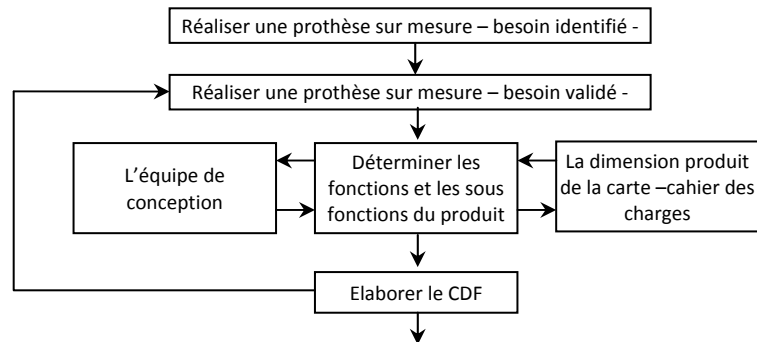 Réaliser une prothèse sur mesure – besoin identifié -
Réaliser une prothèse sur mesure – besoin validé -
L'équipe de
conception
Déterminer les
fonctions et les sous
fonctions du produit
La dimension produit
de la carte –cahier des
charges
Elaborer le CDF